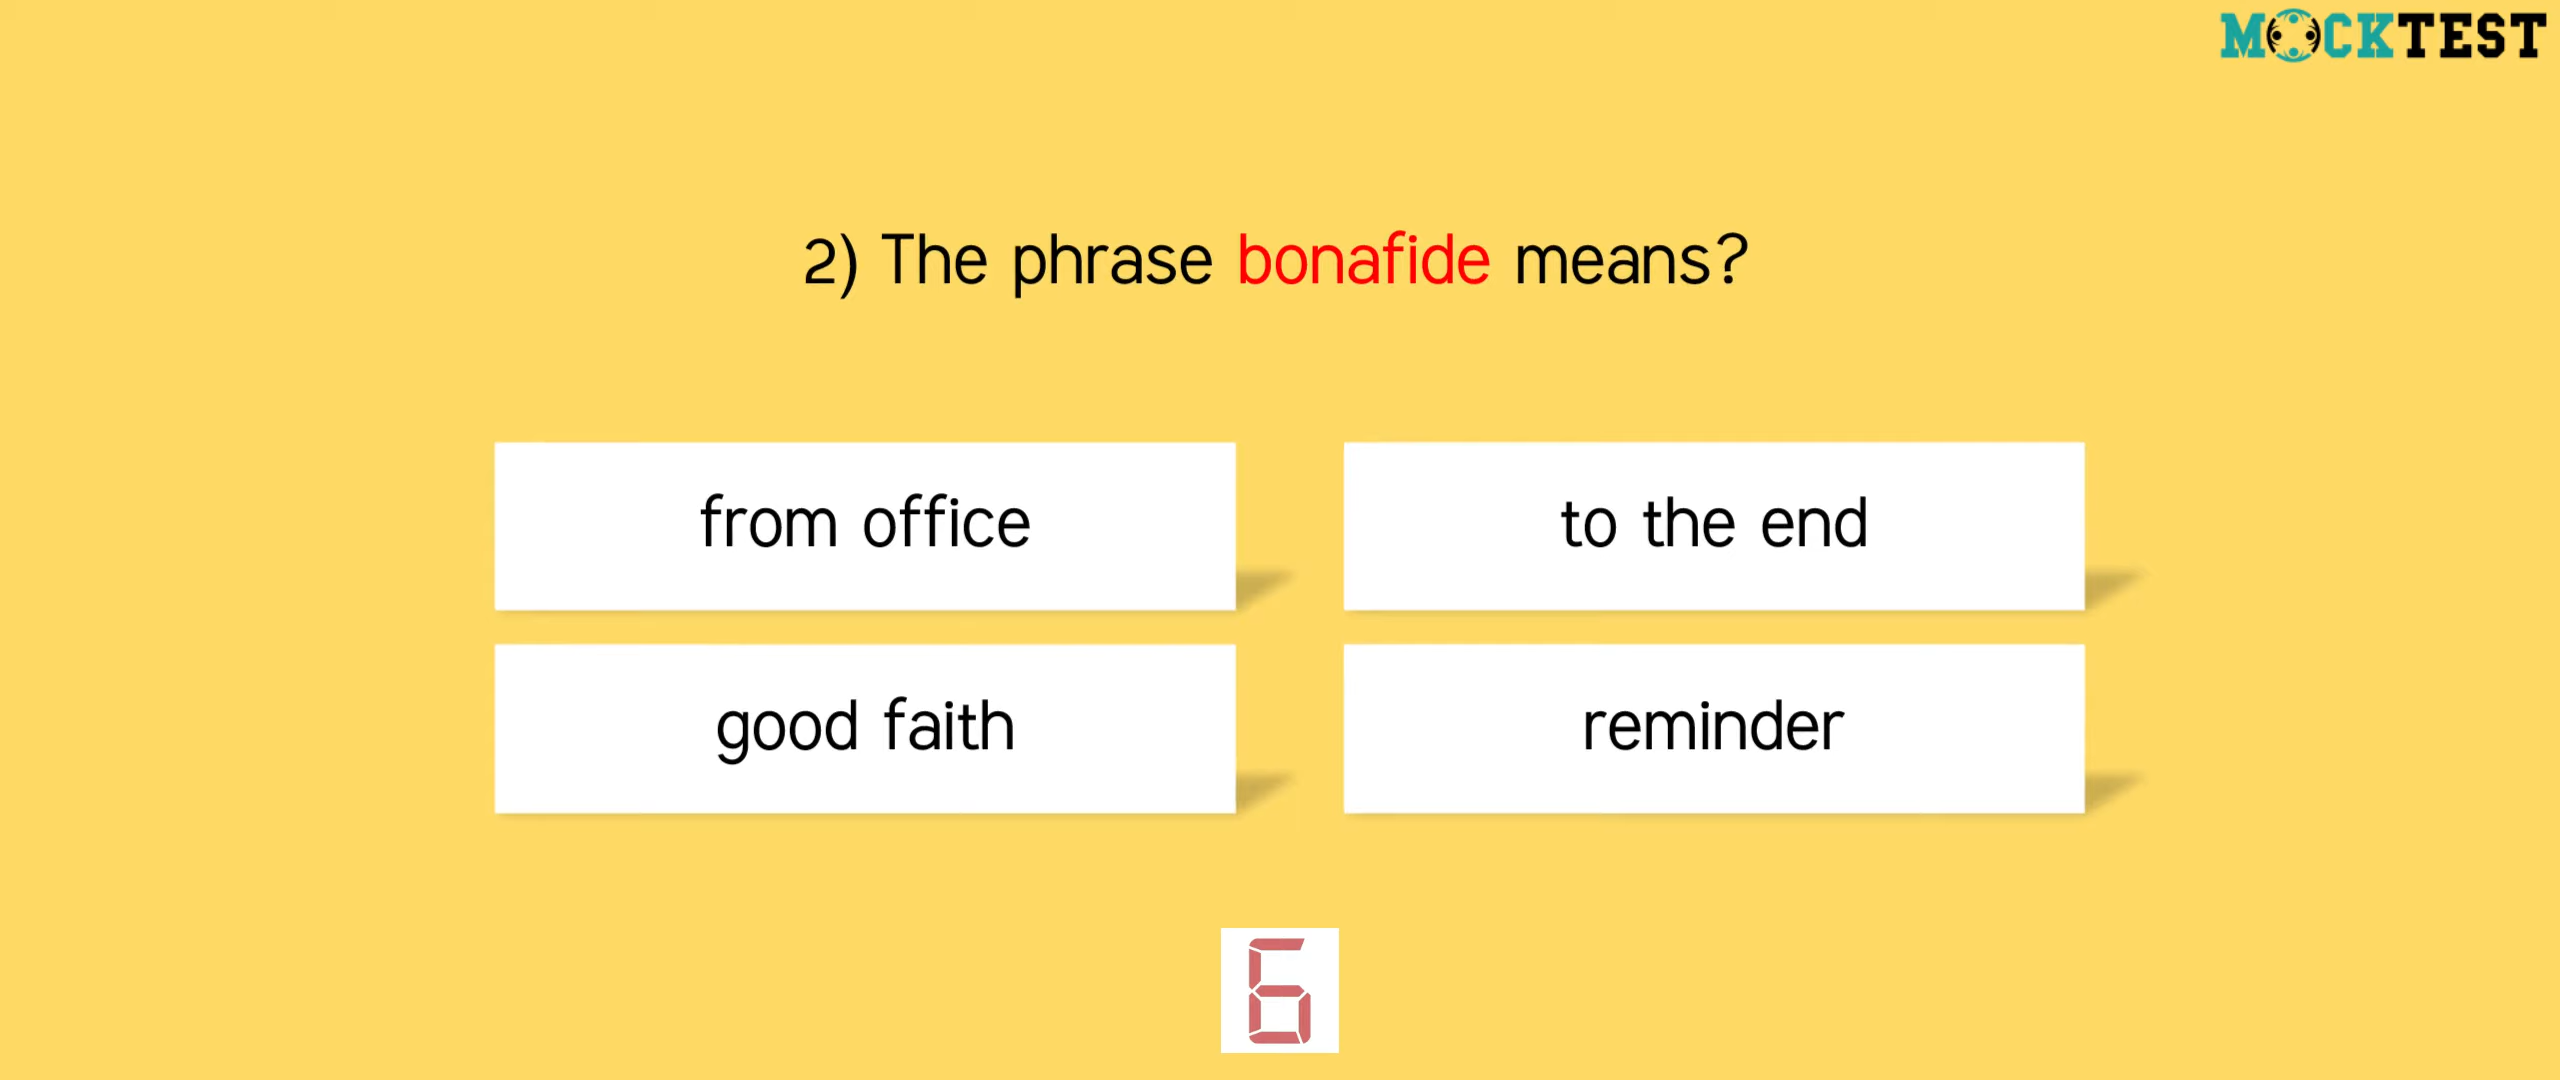 MOCKTEST
2) The phrase bonafide means?
from office
to the end
good faith
reminder
6